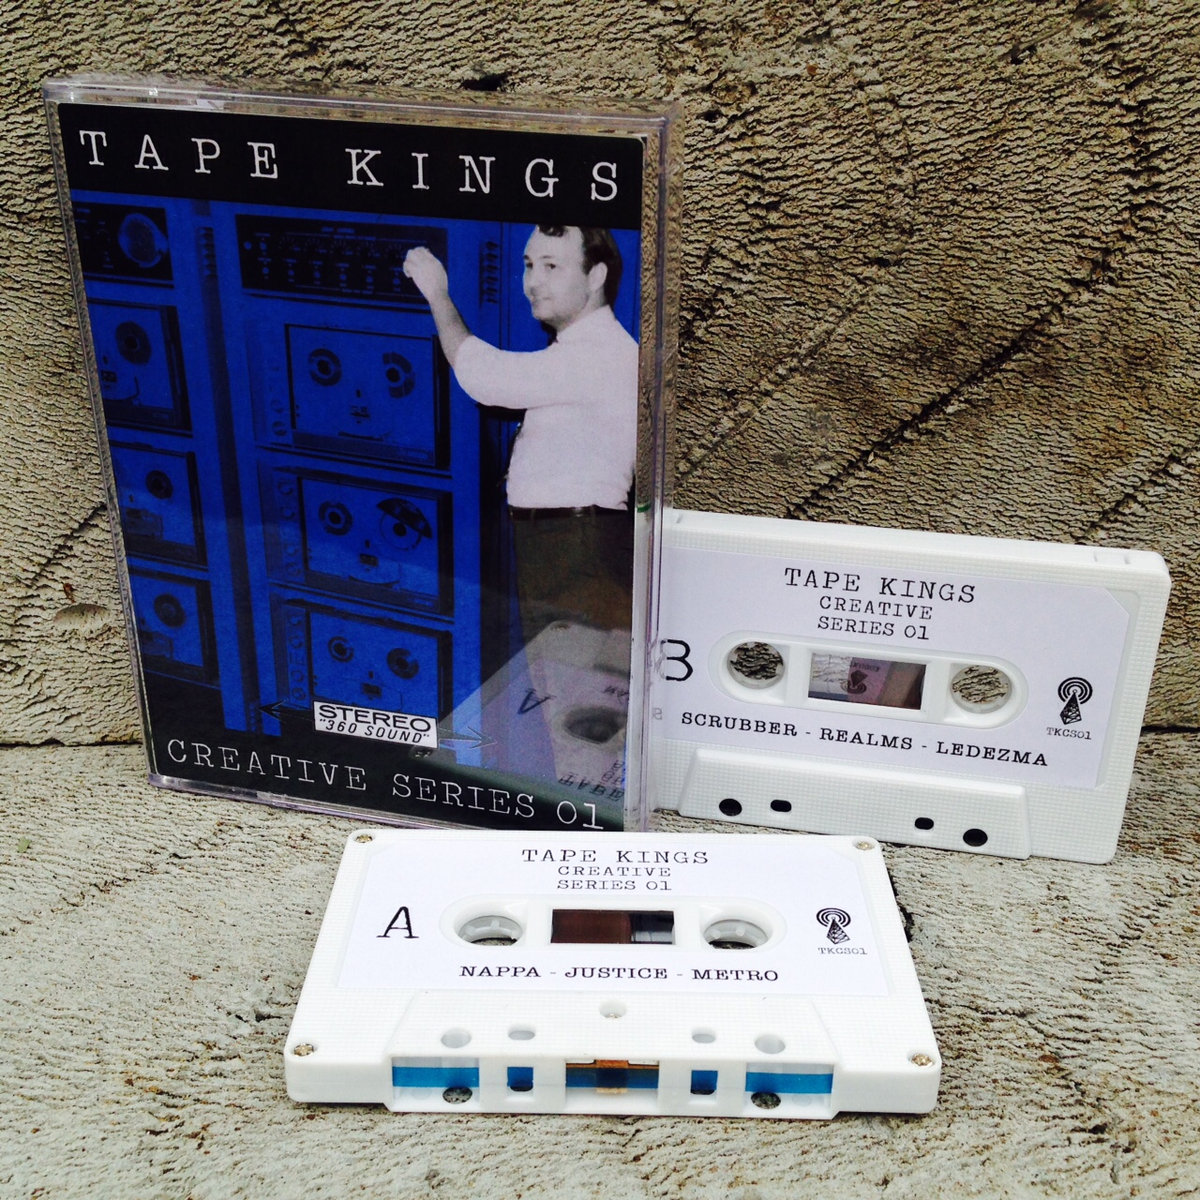 TAPE KINGS
STEREO
"360 SOUND"
CREATIVE SERIES 01
TAPE KINGS
CREATIVE
SERIES 01
B
SCRUBBER - REALMS - LEDEZMA
TKCS01
TAPE KINGS
CREATIVE
SERIES 01
A
TKCS01
NAPPA - JUSTICE - METRO